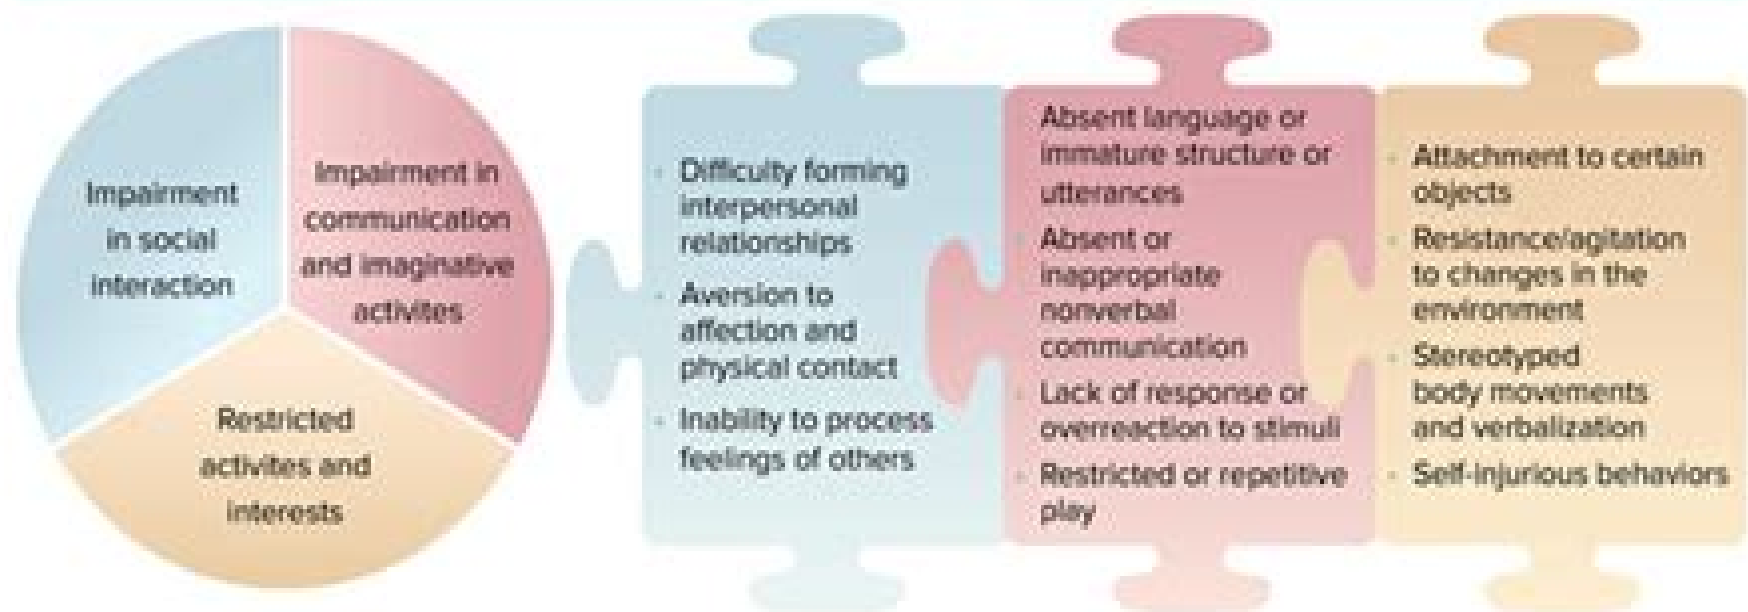 Impairment
in social
interaction
Impairment in
communication
and imaginative
activites
Restricted
activites and
interests
· Difficulty forming
interpersonal
relationships
· Aversion to
affection and
physical contact
· Inability to process
feelings of others
Absent language or
immature structure or
utterances
· Absent or
inappropriate
nonverbal
communication
· Lack of response or
overreaction to stimuli
· Restricted or repetitive
play
· Attachment to certain
objects
· Resistance/agitation
to changes in the
environment
· Stereotyped
body movements
and verbalization
· Self-injurious behaviors